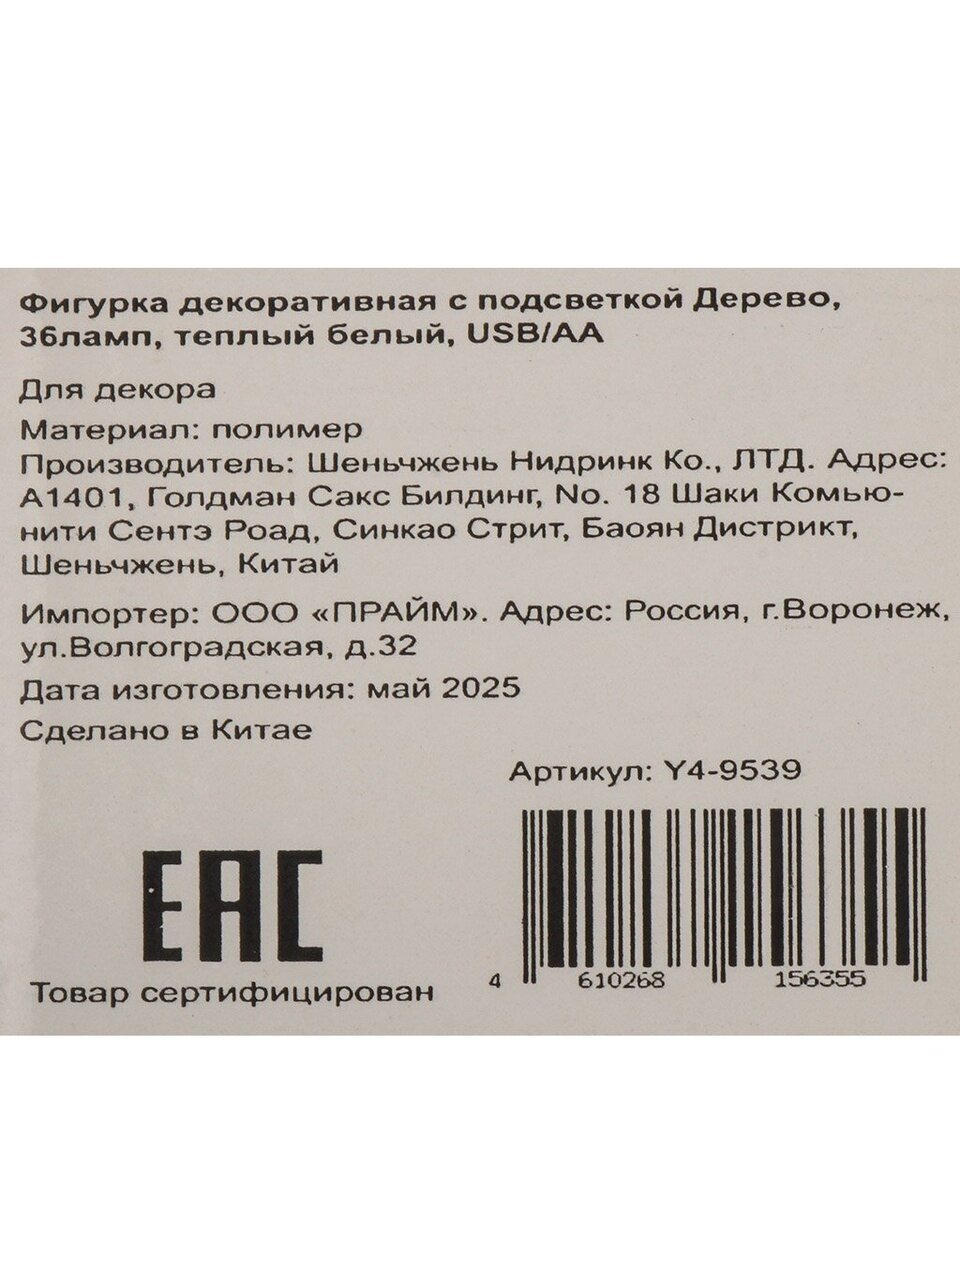 Фигурка декоративная с подсветкой Дерево,
36ламп, теплый белый, USB/AA
Для декора
Материал: полимер
Производитель: Шеньчжень Нидринк Ко., ЛТД. Адрес:
А1401, Голдман Сакс Билдинг, No. 18 Шаки Комью-
нити Сентэ Роад, Синкао Стрит, Баоян Дистрикт,
Шеньчжень, Китай
Импортер: ООО «ПРАЙМ». Адрес: Россия, г.Воронеж,
ул.Волгоградская, д.32
Дата изготовления: май 2025
Сделано в Китае
Артикул: Y4-9539
ЕАС
Товар сертифицирован
4 610268 156355